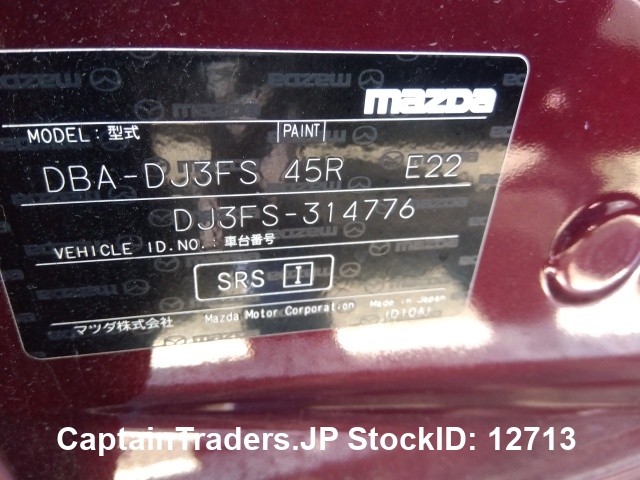 mazda
MODEL: 型式 PAINT
DBA-DJ3FS 45R E22
DJ3FS-314776
VEHICLE ID.NO.: 車台番号
SRS I
マツダ株式会社 Mazda Motor Corporation Made in Japan
CaptainTraders.JP StockID: 12713